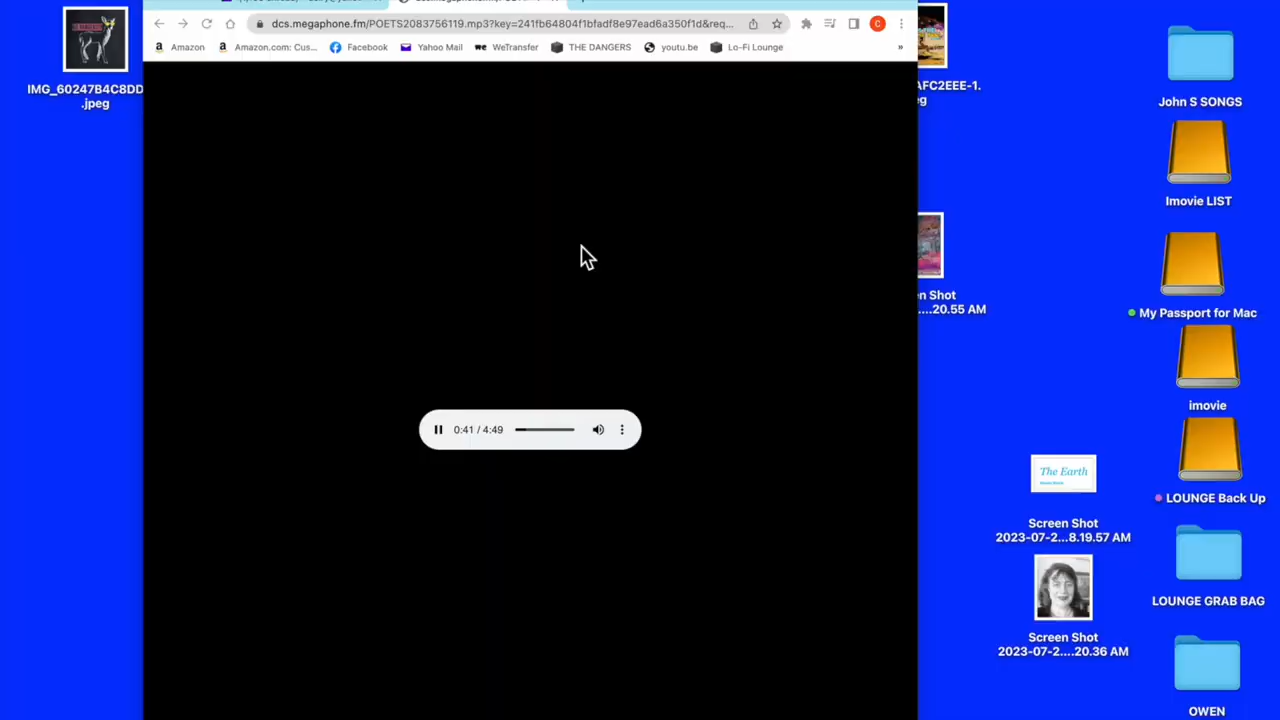 dcs.megaphone.fm/POETS2083756119.mp3?key=241fb64804f1bfadf8e97ead6a350f1d&req...
C
Amazon
Amazon.com: Cus...
Facebook
Yahoo Mail
WeTransfer
THE DANGERS
youtu.be
Lo-Fi Lounge
»
IMG_60247B4C8DD
.jpeg
AFC2EEE-1.
eg
John S SONGS
Imovie LIST
en Shot
....20.55 AM
My Passport for Mac
imovie
0:41 / 4:49
The Earth
LOUNGE Back Up
Screen Shot
2023-07-2...8.19.57 AM
LOUNGE GRAB BAG
Screen Shot
2023-07-2....20.36 AM
OWEN